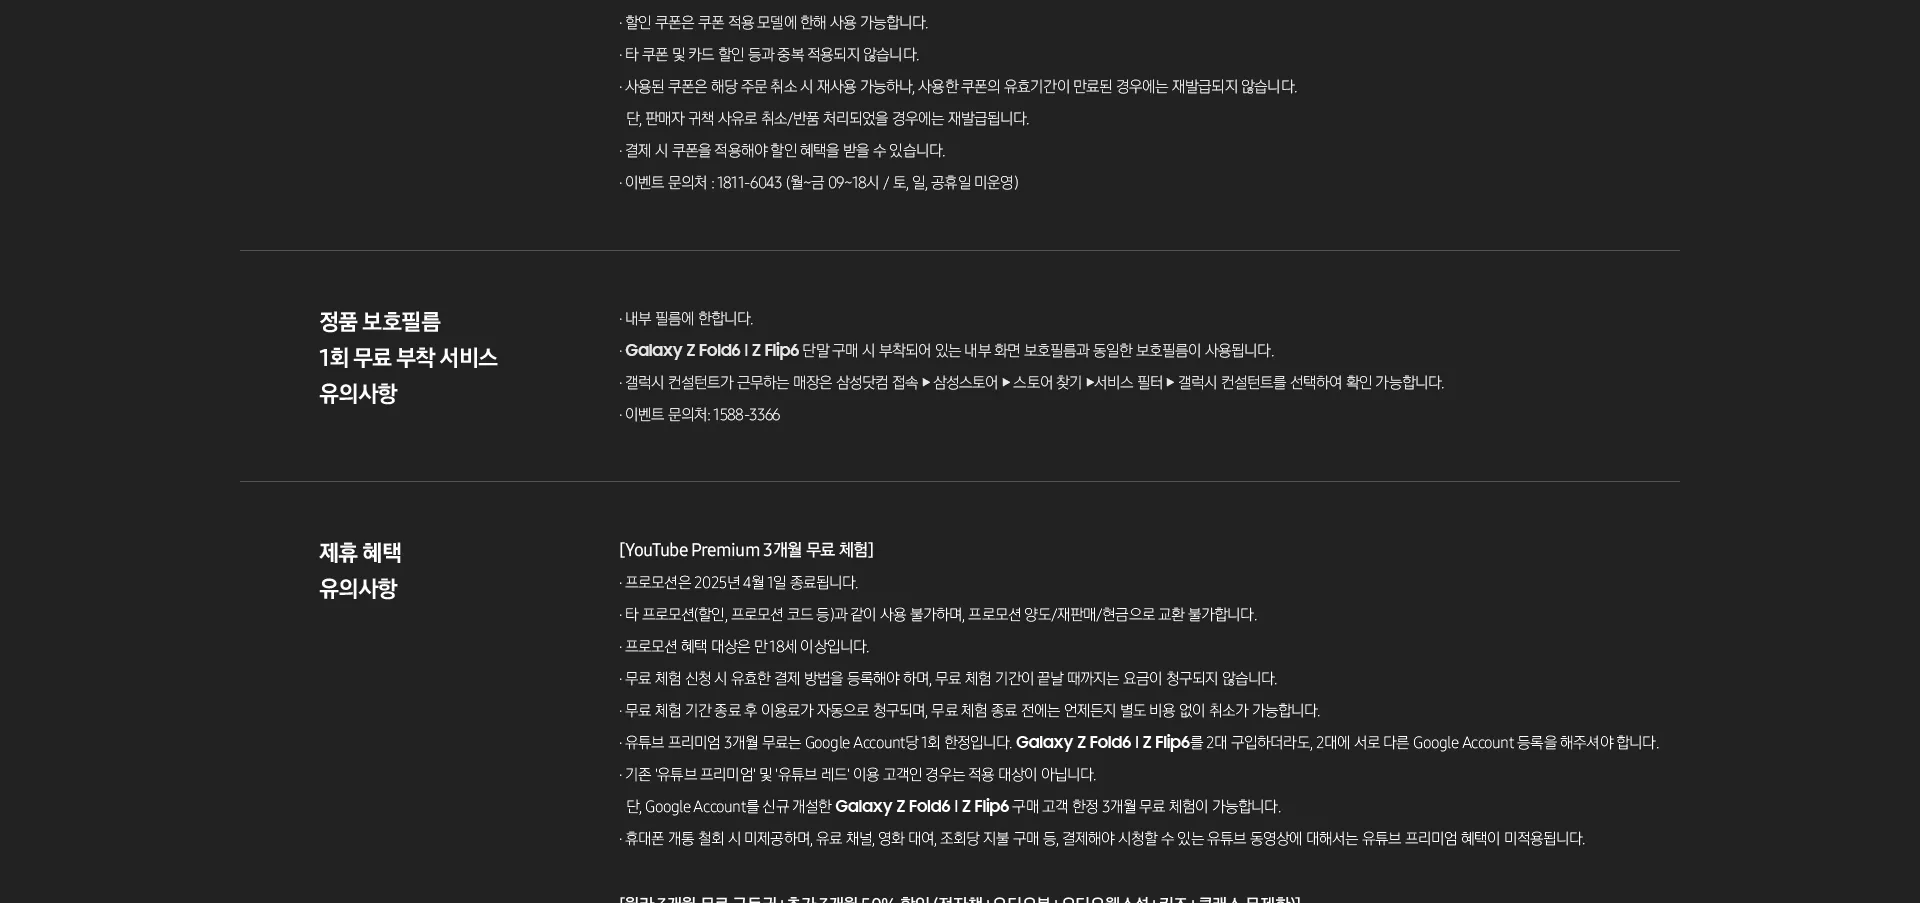 · 할인 쿠폰은 쿠폰 적용 모델에 한해 사용 가능합니다.
· 타 쿠폰 및 카드 할인 등과 중복 적용되지 않습니다.
· 사용된 쿠폰은 해당 주문 취소 시 재사용 가능하나, 사용한 쿠폰의 유효기간이 만료된 경우에는 재발급되지 않습니다.
단, 판매자 귀책 사유로 취소/반품 처리되었을 경우에는 재발급됩니다.
· 결제 시 쿠폰을 적용해야 할인 혜택을 받을 수 있습니다.
· 이벤트 문의처 : 1811-6043 (월~금 09~18시 / 토, 일, 공휴일 미운영)
정품 보호필름
1회 무료 부착 서비스
유의사항
· 내부 필름에 한합니다.
· Galaxy Z Fold6 | Z Flip6 단말 구매 시 부착되어 있는 내부 화면 보호필름과 동일한 보호필름이 사용됩니다.
· 갤럭시 컨설턴트가 근무하는 매장은 삼성닷컴 접속 ▶ 삼성스토어 ▶ 스토어 찾기 ▶서비스 필터 ▶ 갤럭시 컨설턴트를 선택하여 확인 가능합니다.
· 이벤트 문의처: 1588-3366
제휴 혜택
유의사항
[YouTube Premium 3개월 무료 체험]
· 프로모션은 2025년 4월 1일 종료됩니다.
· 타 프로모션(할인, 프로모션 코드 등)과 같이 사용 불가하며, 프로모션 양도/재판매/현금으로 교환 불가합니다.
· 프로모션 혜택 대상은 만 18세 이상입니다.
· 무료 체험 신청 시 유효한 결제 방법을 등록해야 하며, 무료 체험 기간이 끝날 때까지는 요금이 청구되지 않습니다.
· 무료 체험 기간 종료 후 이용료가 자동으로 청구되며, 무료 체험 종료 전에는 언제든지 별도 비용 없이 취소가 가능합니다.
· 유튜브 프리미엄 3개월 무료는 Google Account당 1회 한정입니다. Galaxy Z Fold6 | Z Flip6를 2대 구입하더라도, 2대에 서로 다른 Google Account 등록을 해주셔야 합니다.
· 기존 '유튜브 프리미엄' 및 '유튜브 레드' 이용 고객인 경우는 적용 대상이 아닙니다.
단, Google Account를 신규 개설한 Galaxy Z Fold6 | Z Flip6 구매 고객 한정 3개월 무료 체험이 가능합니다.
· 휴대폰 개통 철회 시 미제공하며, 유료 채널, 영화 대여, 조회당 지불 구매 등, 결제해야 시청할 수 있는 유튜브 동영상에 대해서는 유튜브 프리미엄 혜택이 미적용됩니다.